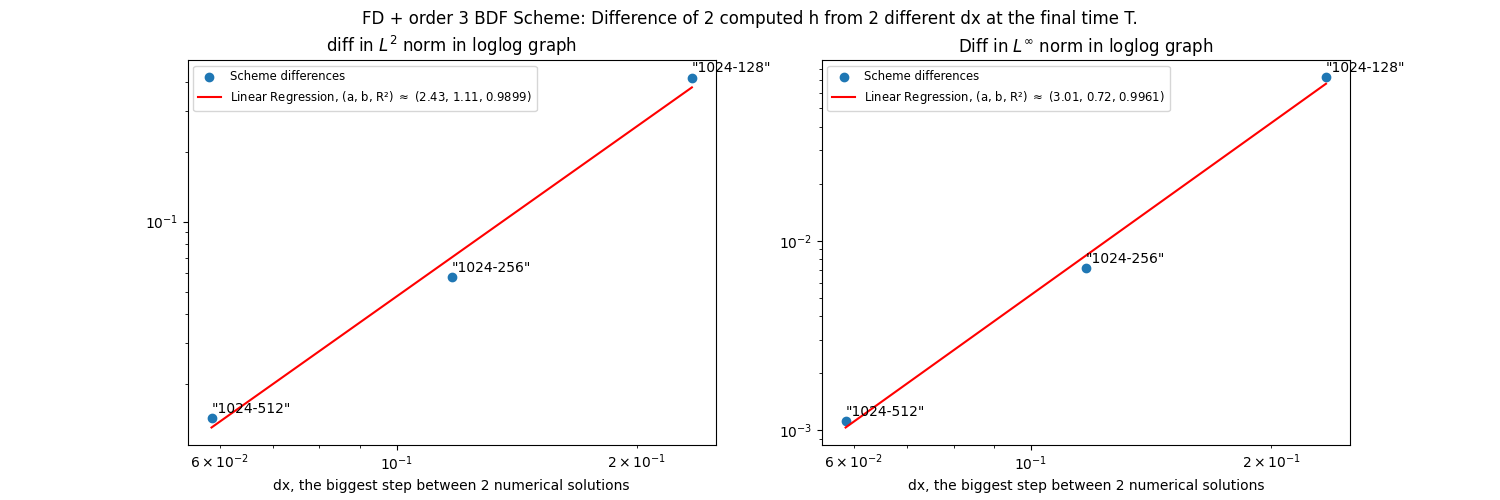 FD + order 3 BDF Scheme: Difference of 2 computed h from 2 different dx at the final time T.
diff in L² norm in loglog graph
Scheme differences
Linear Regression, (a, b, R²) ≈ (2.43, 1.11, 0.9899)
"1024-128"
"1024-256"
"1024-512"
10⁻¹
6 × 10⁻²
10⁻¹
2 × 10⁻¹
dx, the biggest step between 2 numerical solutions
Diff in L∞ norm in loglog graph
Scheme differences
Linear Regression, (a, b, R²) ≈ (3.01, 0.72, 0.9961)
"1024-128"
"1024-256"
"1024-512"
10⁻²
10⁻³
6 × 10⁻²
10⁻¹
2 × 10⁻¹
dx, the biggest step between 2 numerical solutions